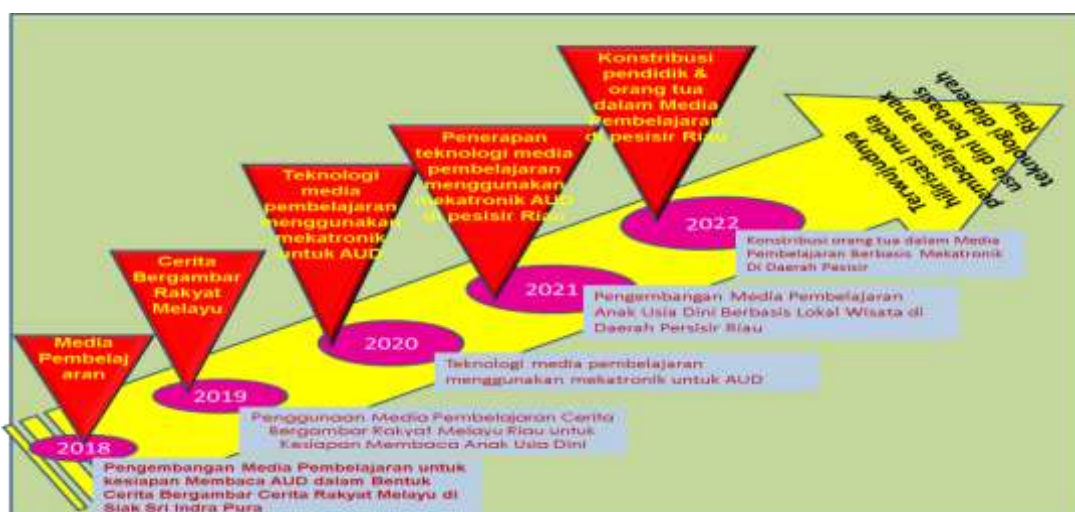 Media
Pembelaj
aran
2018
Pengembangan Media Pembelajaran untuk
kesiapan Membaca AUD dalam Bentuk
Cerita Bergambar Cerita Rakyat Melayu di
Siak Sri Indra Pura
Cerita
Bergambar
Rakyat
Melayu
2019
Penggunaan Media Pembelajaran Cerita
Bergambar Rakyat Melayu Riau untuk
Kesiapan Membaca Anak Usia Dini
Teknologi
media
pembelajaran
menggunakan
mekatronik
untuk AUD
2020
Teknologi media pembelajaran
menggunakan mekatronik untuk AUD
Penerapan
teknologi media
pembelajaran
menggunakan
mekatronik AUD
di pesisir Riau
2021
Pengembangan Media Pembelajaran
Anak Usia Dini Berbasis Lokal Wisata di
Daerah Persisir Riau
Konstribusi
pendidik &
orang tua
dalam Media
Pembelajaran
di pesisir Riau
2022
Konstribusi orang tua dalam Media
Pembelajaran Berbasis Mekatronik
Di Daerah Pesisir
Terwujudnya
hilirisasi media
pembelajaran anak
usia dini berbasis
teknologi didaerah
Riau